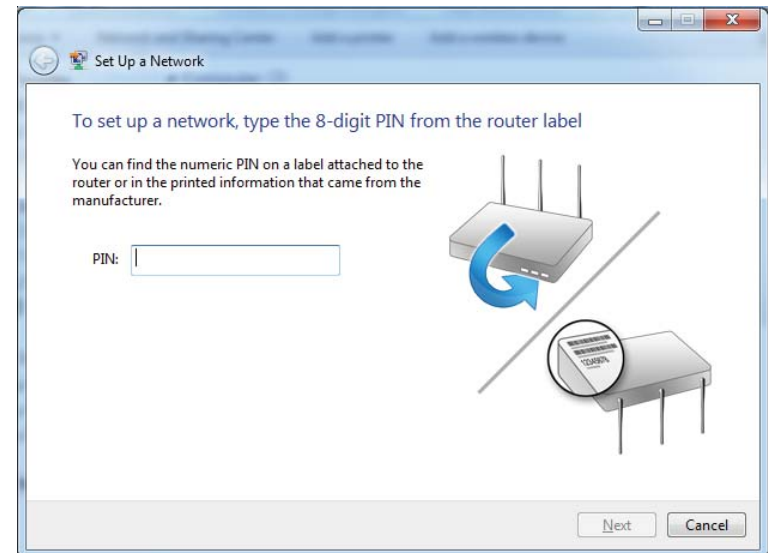 Set Up a Network
To set up a network, type the 8-digit PIN from the router label
You can find the numeric PIN on a label attached to the
router or in the printed information that came from the
manufacturer.
PIN:
12345678
Next
Cancel